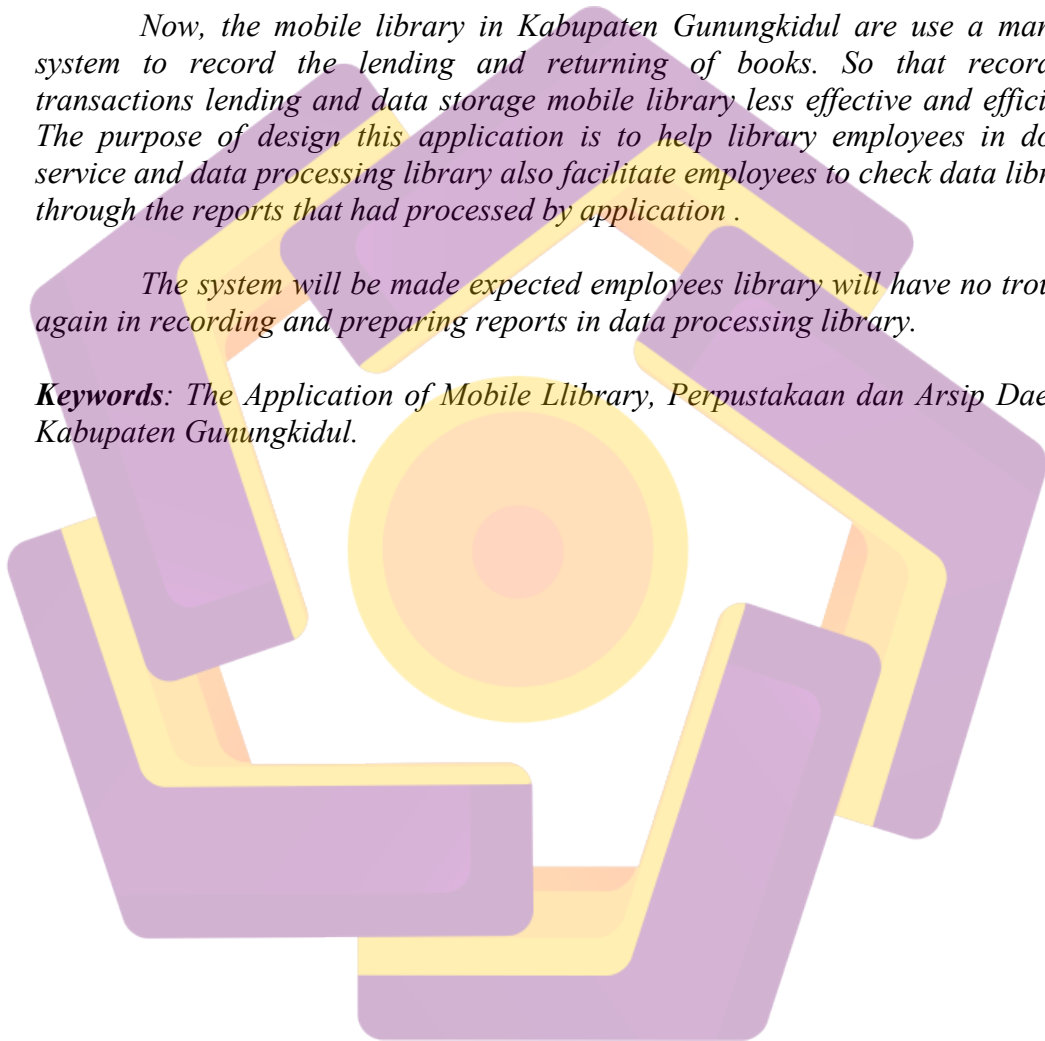 Now, the mobile library in Kabupaten Gunungkidul are use a man
system to record the lending and returning of books. So that record
transactions lending and data storage mobile library less effective and effici
The purpose of design this application is to help library employees in do
service and data processing library also facilitate employees to check data libr
through the reports that had processed by application .
The system will be made expected employees library will have no trou
again in recording and preparing reports in data processing library.
Keywords: The Application of Mobile Llibrary, Perpustakaan dan Arsip Dae
Kabupaten Gunungkidul.